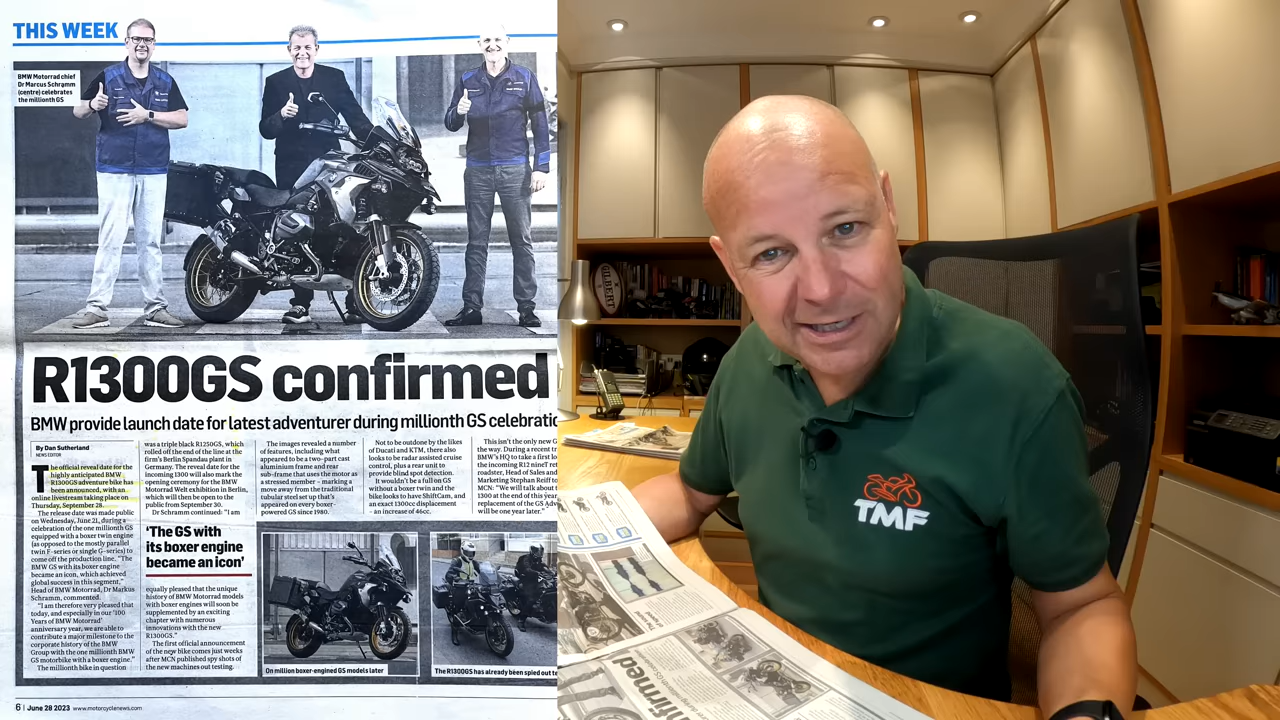 THIS WEEK
BMW Motorrad chief
Dr Marcus Schramm
(centre) celebrates
the millionth GS
R1300GS confirmed
BMW provide launch date for latest adventurer during millionth GS celebratio
By Dan Sutherland
NEWS EDITOR
The official reveal date for the
highly anticipated BMW
R1300GS adventure bike has
been announced, with an
online livestream taking place on
Thursday, September 28.
The release date was made public
on Wednesday, June 21, during a
celebration of the one millionth GS
equipped with a boxer twin engine
(as opposed to the mostly parallel
twin F-series or single G-series) to
come off the production line. "The
BMW GS with its boxer engine
became an icon, which achieved
global success in this segment,"
Head of BMW Motorrad, Dr Markus
Schramm, commented.
"I am therefore very pleased that
today, and especially in our '100
Years of BMW Motorrad'
anniversary year, we are able to
contribute a major milestone to the
corporate history of the BMW
Group with the one millionth BMW
GS motorbike with a boxer engine."
The millionth bike in question
was a triple black R1250GS, which
rolled off the end of the line at the
firm's Berlin Spandau plant in
Germany. The reveal date for the
incoming 1300 will also mark the
opening ceremony for the BMW
Motorrad Welt exhibition in Berlin,
which will then be open to the
public from September 30.
Dr Schramm continued: "I am
'The GS with
its boxer engine
became an icon'
equally pleased that the unique
history of BMW Motorrad models
with boxer engines will soon be
supplemented by an exciting
chapter with numerous
innovations with the new
R1300GS."
The first official announcement
of the new bike comes just weeks
after MCN published spy shots of
the new machines out testing.
The images revealed a number
of features, including what
appeared to be a two-part cast
aluminium frame and rear
sub-frame that uses the motor as
a stressed member – marking a
move away from the traditional
tubular steel set up that's
appeared on every boxer-
powered GS since 1980.
Not to be outdone by the likes
of Ducati and KTM, there also
looks to be radar assisted cruise
control, plus a rear unit to
provide blind spot detection.
It wouldn't be a full on GS
without a boxer twin and the
bike looks to have ShiftCam, and
an exact 1300cc displacement
– an increase of 46cc.
This isn't the only new G
the way. During a recent tr
BMW's HQ to take a first lo
the incoming R12 nineT ret
roadster, Head of Sales and
Marketing Stephan Reiff to
MCN: "We will talk about t
1300 at the end of this year
replacement of the GS Adv
will be one year later."
On million boxer-engined GS models later
The R1300GS has already been spied out te
6 | June 28 2023 www.motorcyclenews.com
GILBERT
TMF
nfirmed